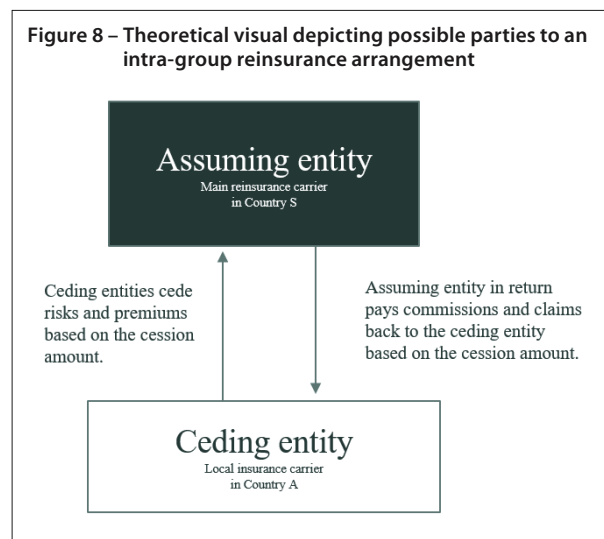 Figure 8 – Theoretical visual depicting possible parties to an
intra-group reinsurance arrangement
Assuming entity
Main reinsurance carrier
in Country S
Ceding entities cede
risks and premiums
based on the cession
amount.
Assuming entity in return
pays commissions and claims
back to the ceding entity
based on the cession amount.
Ceding entity
Local insurance carrier
in Country A